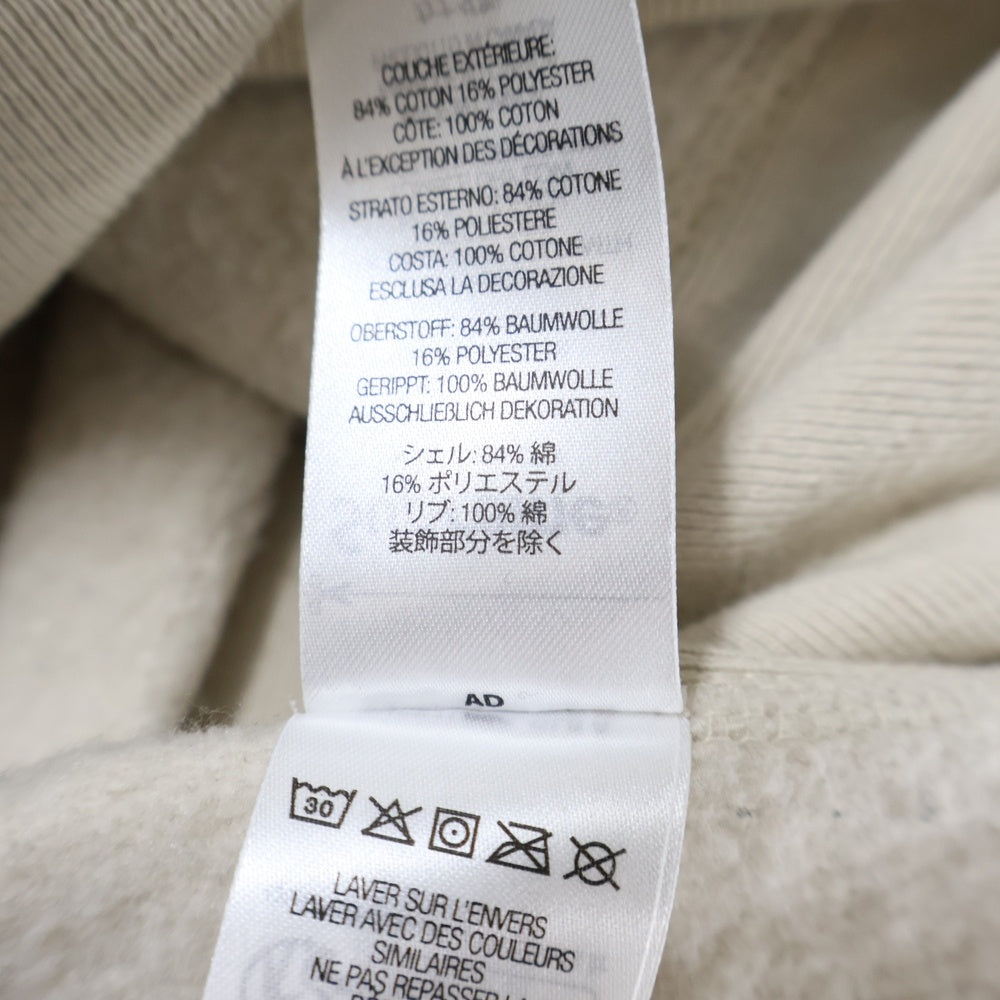 COUCHE EXTÉRIEURE:
84% COTON 16% POLYESTER
CÔTE: 100% COTON
À L'EXCEPTION DES DÉCORATIONS
STRATO ESTERNO: 84% COTONE
16% POLIESTERE
COSTA: 100% COTONE
ESCLUSA LA DECORAZIONE
OBERSTOFF: 84% BAUMWOLLE
16% POLYESTER
GERIPPT: 100% BAUMWOLLE
AUSSCHLIEßLICH DEKORATION
シェル: 84% 綿
16% ポリエステル
リブ: 100% 綿
装飾部分を除く
AD
30
LAVER SUR L'ENVERS
LAVER AVEC DES COULEURS
SIMILAIRES
NE PAS REPASSER